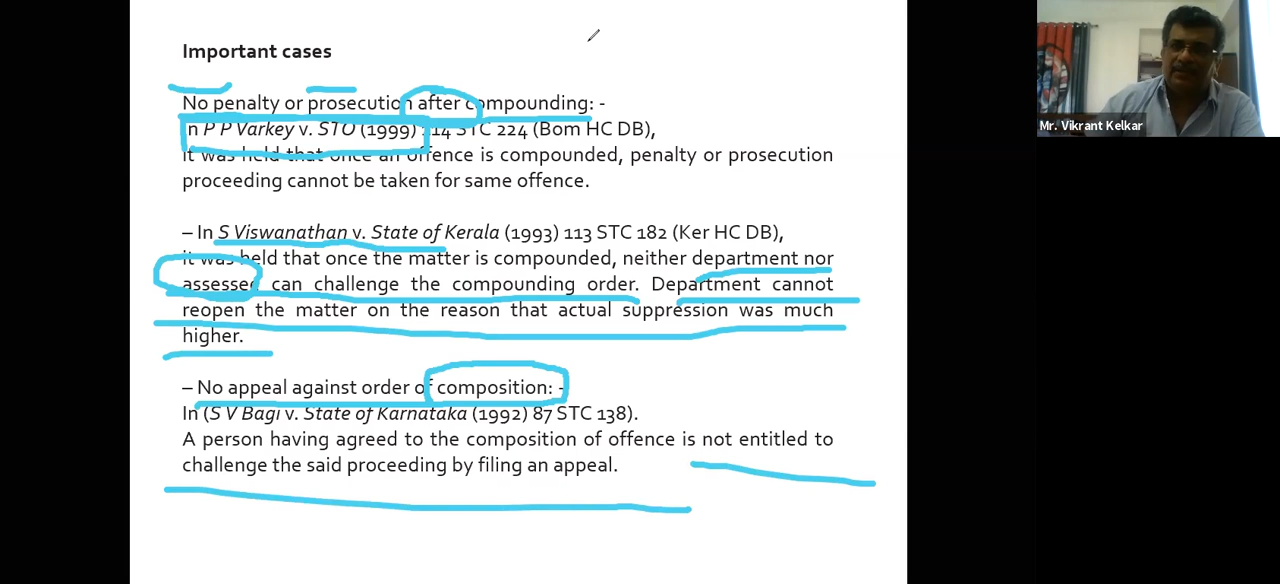 Important cases
No penalty or prosecution after compounding: -
In P P Varkey v. STO (1999) 114 STC 224 (Bom HC DB),
it was held that once an offence is compounded, penalty or prosecution
proceeding cannot be taken for same offence.
– In S Viswanathan v. State of Kerala (1993) 113 STC 182 (Ker HC DB),
it was held that once the matter is compounded, neither department nor
assessee can challenge the compounding order. Department cannot
reopen the matter on the reason that actual suppression was much
higher.
– No appeal against order of composition: -
In (S V Bagi v. State of Karnataka (1992) 87 STC 138).
A person having agreed to the composition of offence is not entitled to
challenge the said proceeding by filing an appeal.
Mr. Vikrant Kelkar